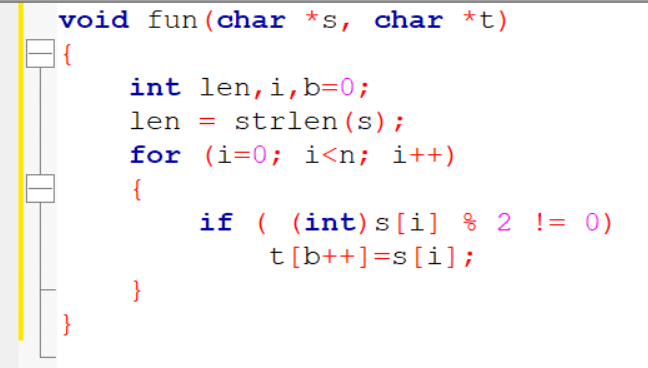 void fun(char *s, char *t)
{
int len,i,b=0;
len = strlen(s);
for (i=0; i<n; i++)
{
if ( (int)s[i] % 2 != 0)
t[b++]=s[i];
}
}